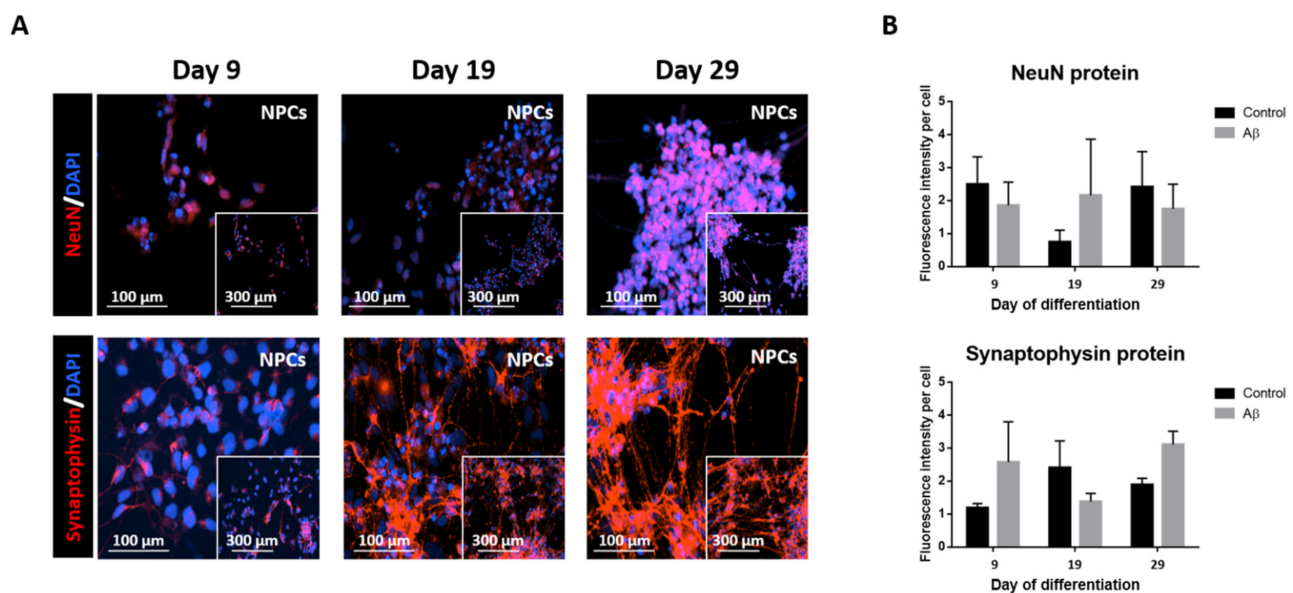 A
Day 9
Day 19
Day 29
NeuN/DAPI
NPCs
100 µm
300 µm
NPCs
100 µm
300 µm
NPCs
100 µm
300 µm
Synaptophysin/DAPI
NPCs
100 µm
300 µm
NPCs
100 µm
300 µm
NPCs
100 µm
300 µm
B
NeuN protein
Fluorescence intensity per cell
5
4
3
2
1
0
9
19
29
Day of differentiation
Control
Aβ
Synaptophysin protein
Fluorescence intensity per cell
5
4
3
2
1
0
9
19
29
Day of differentiation
Control
Aβ